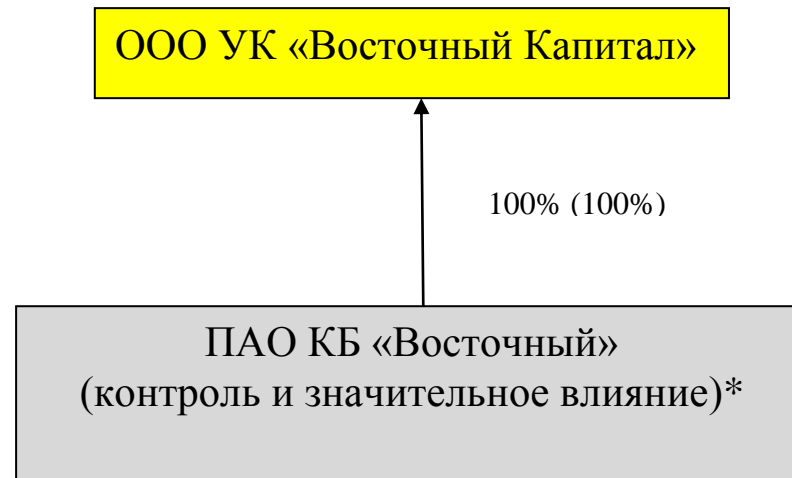 ООО УК «Восточный Капитал»
100% (100%)
ПАО КБ «Восточный»
(контроль и значительное влияние)*